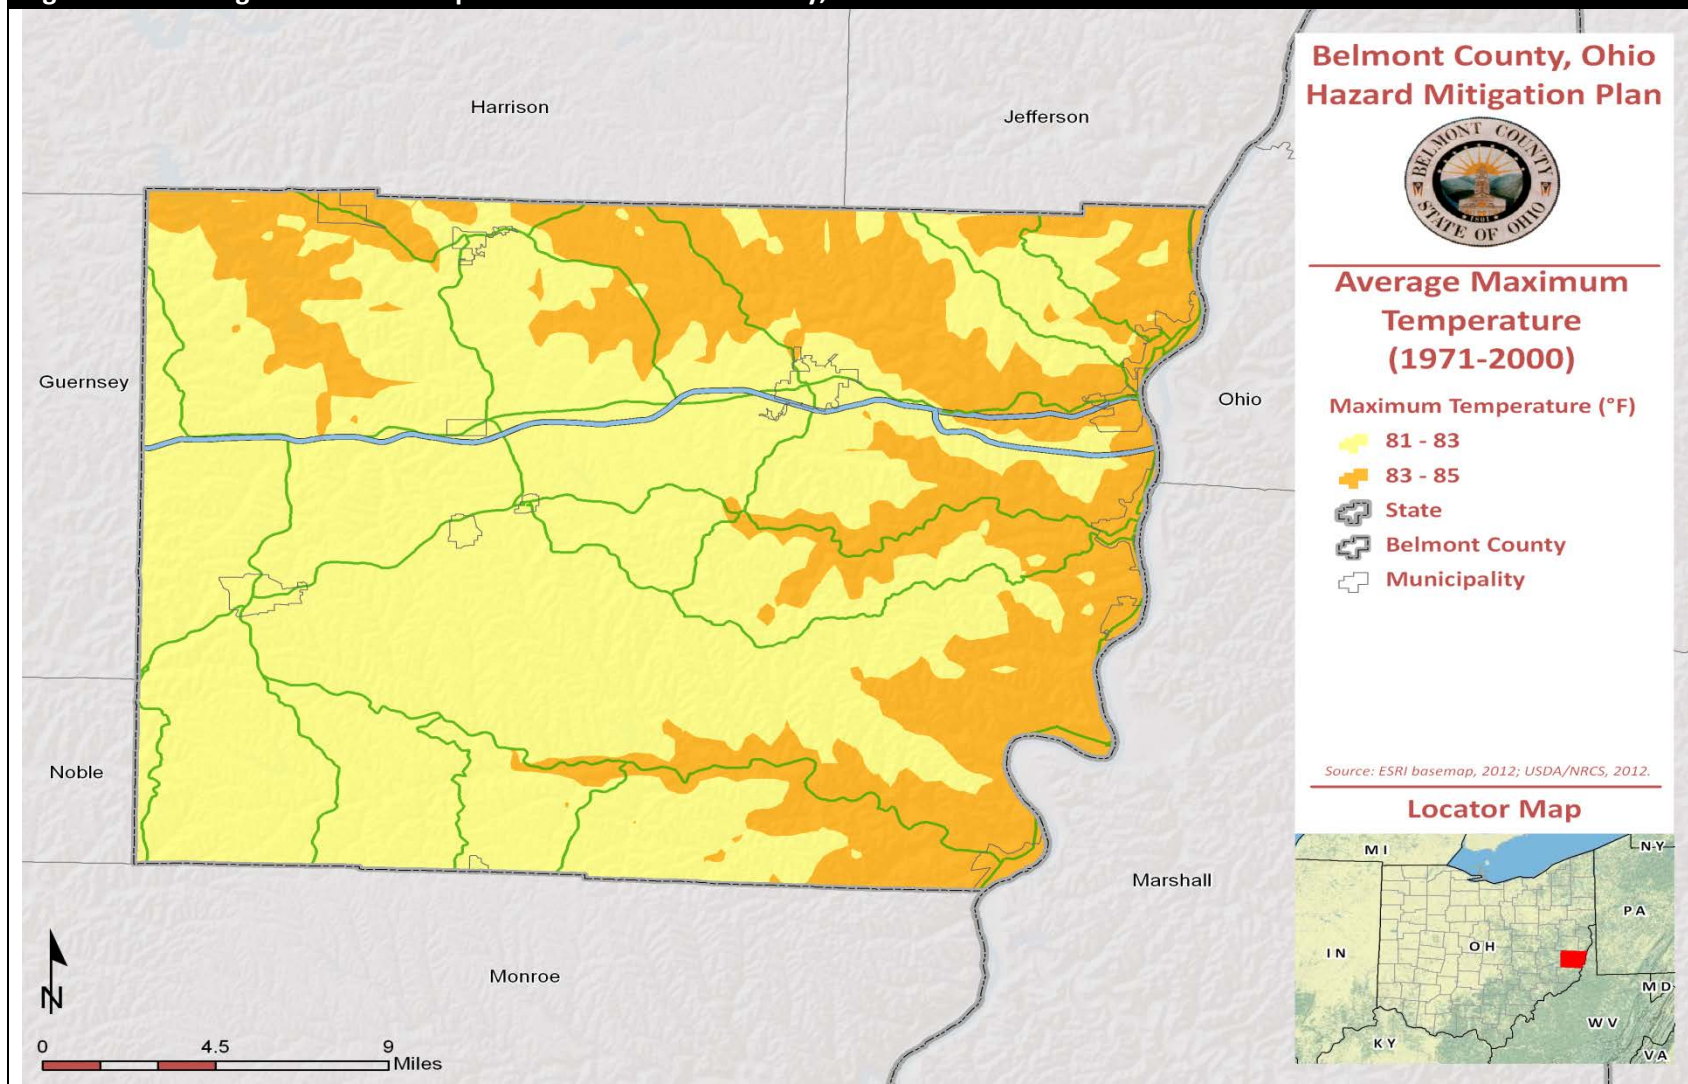 Harrison
Jefferson
Guernsey
Ohio
Noble
Marshall
Monroe
N
0 4.5 9
Miles
Belmont County, Ohio
Hazard Mitigation Plan
BELMONT COUNTY
1801
STATE OF OHIO
Average Maximum
Temperature
(1971-2000)
Maximum Temperature (°F)
81 - 83
83 - 85
State
Belmont County
Municipality
Source: ESRI basemap, 2012; USDA/NRCS, 2012.
Locator Map
MI
NY
PA
IN
OH
MD
WV
KY
VA